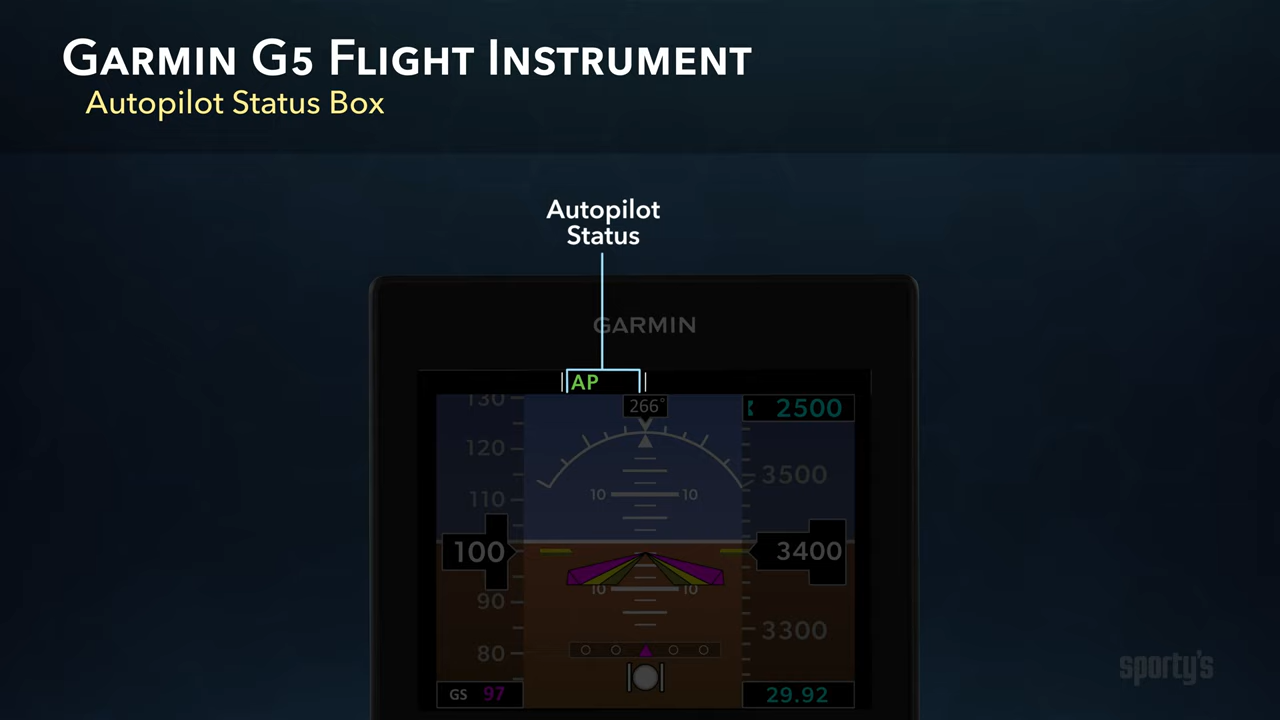 GARMIN G5 FLIGHT INSTRUMENT
Autopilot Status Box
Autopilot
Status
GARMIN
AP
130
266°
2500
120
3500
10 10
110
100
3400
10 10
90
3300
80
GS 97
29.92
sporty's